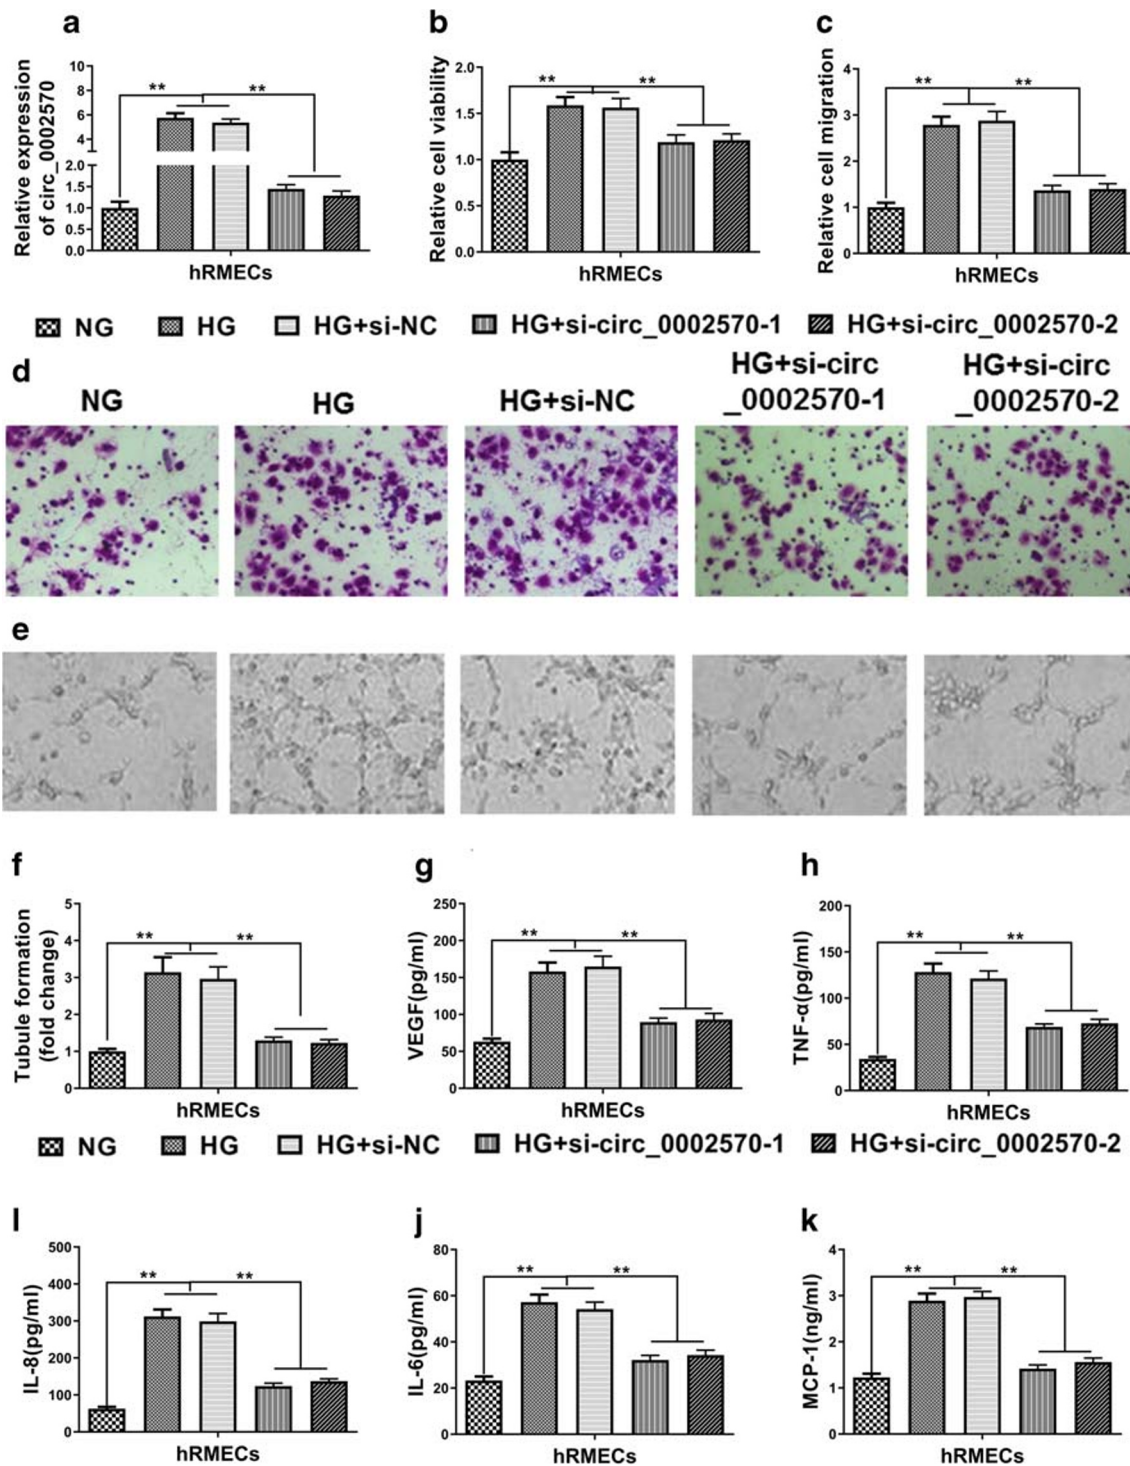 a
b
c
Relative expression
of circ_0002570
10
8
6
4
2.0
1.5
1.0
0.5
0.0
**
**
hRMECs
Relative cell viability
2.0
1.5
1.0
0.5
0.0
**
**
hRMECs
Relative cell migration
4
3
2
1
0
**
**
hRMECs
NG HG HG+si-NC HG+si-circ_0002570-1 HG+si-circ_0002570-2
d
NG
HG
HG+si-NC
HG+si-circ
_0002570-1
HG+si-circ
_0002570-2
e
f
g
h
Tubule formation
(fold change)
5
4
3
2
1
0
**
**
hRMECs
VEGF(pg/ml)
250
200
150
100
50
0
**
**
hRMECs
TNF-α(pg/ml)
200
150
100
50
0
**
**
hRMECs
NG HG HG+si-NC HG+si-circ_0002570-1 HG+si-circ_0002570-2
l
j
k
IL-8(pg/ml)
500
400
300
200
100
0
**
**
hRMECs
IL-6(pg/ml)
80
60
40
20
0
**
**
hRMECs
MCP-1(ng/ml)
4
3
2
1
0
**
**
hRMECs